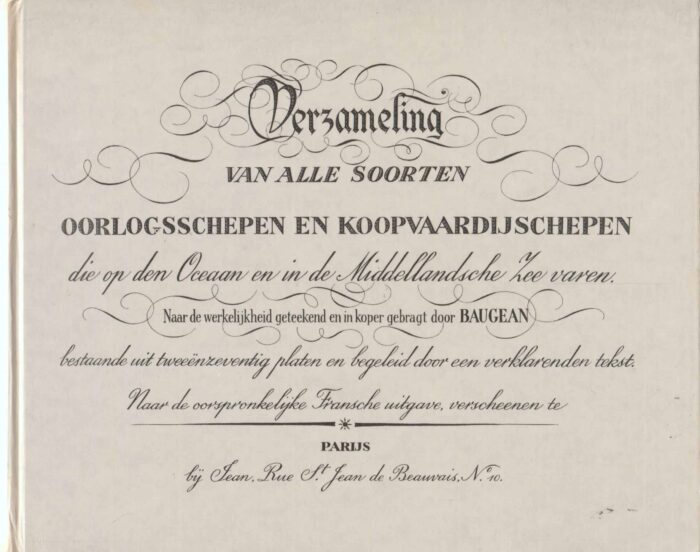 Verzameling
VAN ALLE SOORTEN
OORLOGSSCHEPEN EN KOOPVAARDIJSCHEPEN
die op den Oceaan en in de Middellandsche Zee varen.
Naar de werkelijkheid geteekend en in koper gebragt door BAUGEAN
bestaande uit tweeënzeventig platen en begeleid door een verklarenden tekst.
Naar de oorspronkelijke Fransche uitgave, verscheenen te
PARIJS
bij Jean, Rue St. Jean de Beauvais, No. 10.